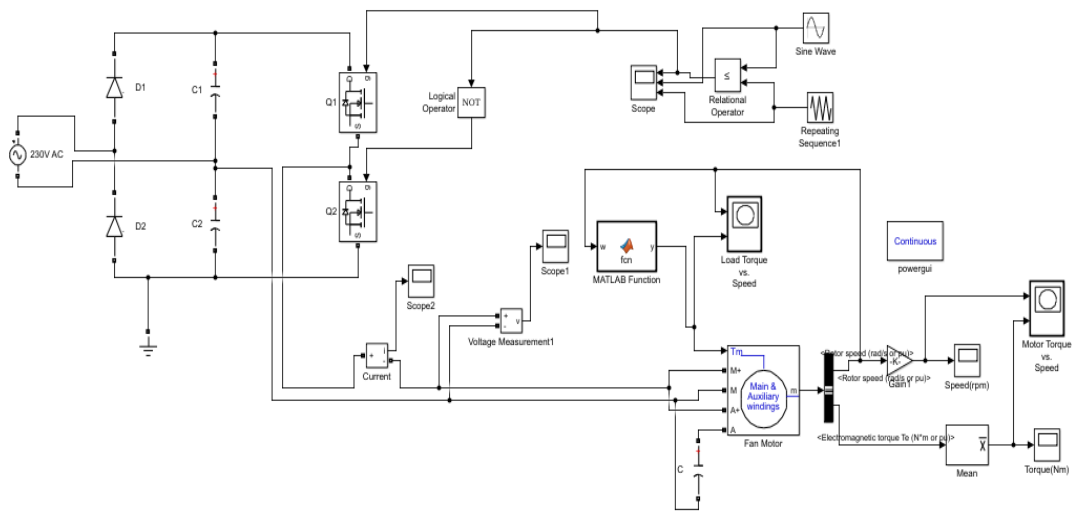 Sine Wave
D1
C1
Q1
Logical
Operator
NOT
Scope
≤
Relational
Operator
Repeating
Sequence1
230V AC
D2
C2
Q2
g
D
S
g
D
S
Scope1
w
fcn
y
MATLAB Function
Load Torque
vs.
Speed
Continuous
powergui
Scope2
+
-
v
Voltage Measurement1
+
i
-
Current
Tm
M+
M
A+
A
Main &
Auxiliary
windings
m
Fan Motor
<Rotor speed (rad/s or pu)>
<Rotor speed (rad/s or pu)>
-K-
Gain1
Speed(rpm)
Motor Torque
vs.
Speed
<Electromagnetic torque Te (N*m or pu)>
Mean
Torque(Nm)
C